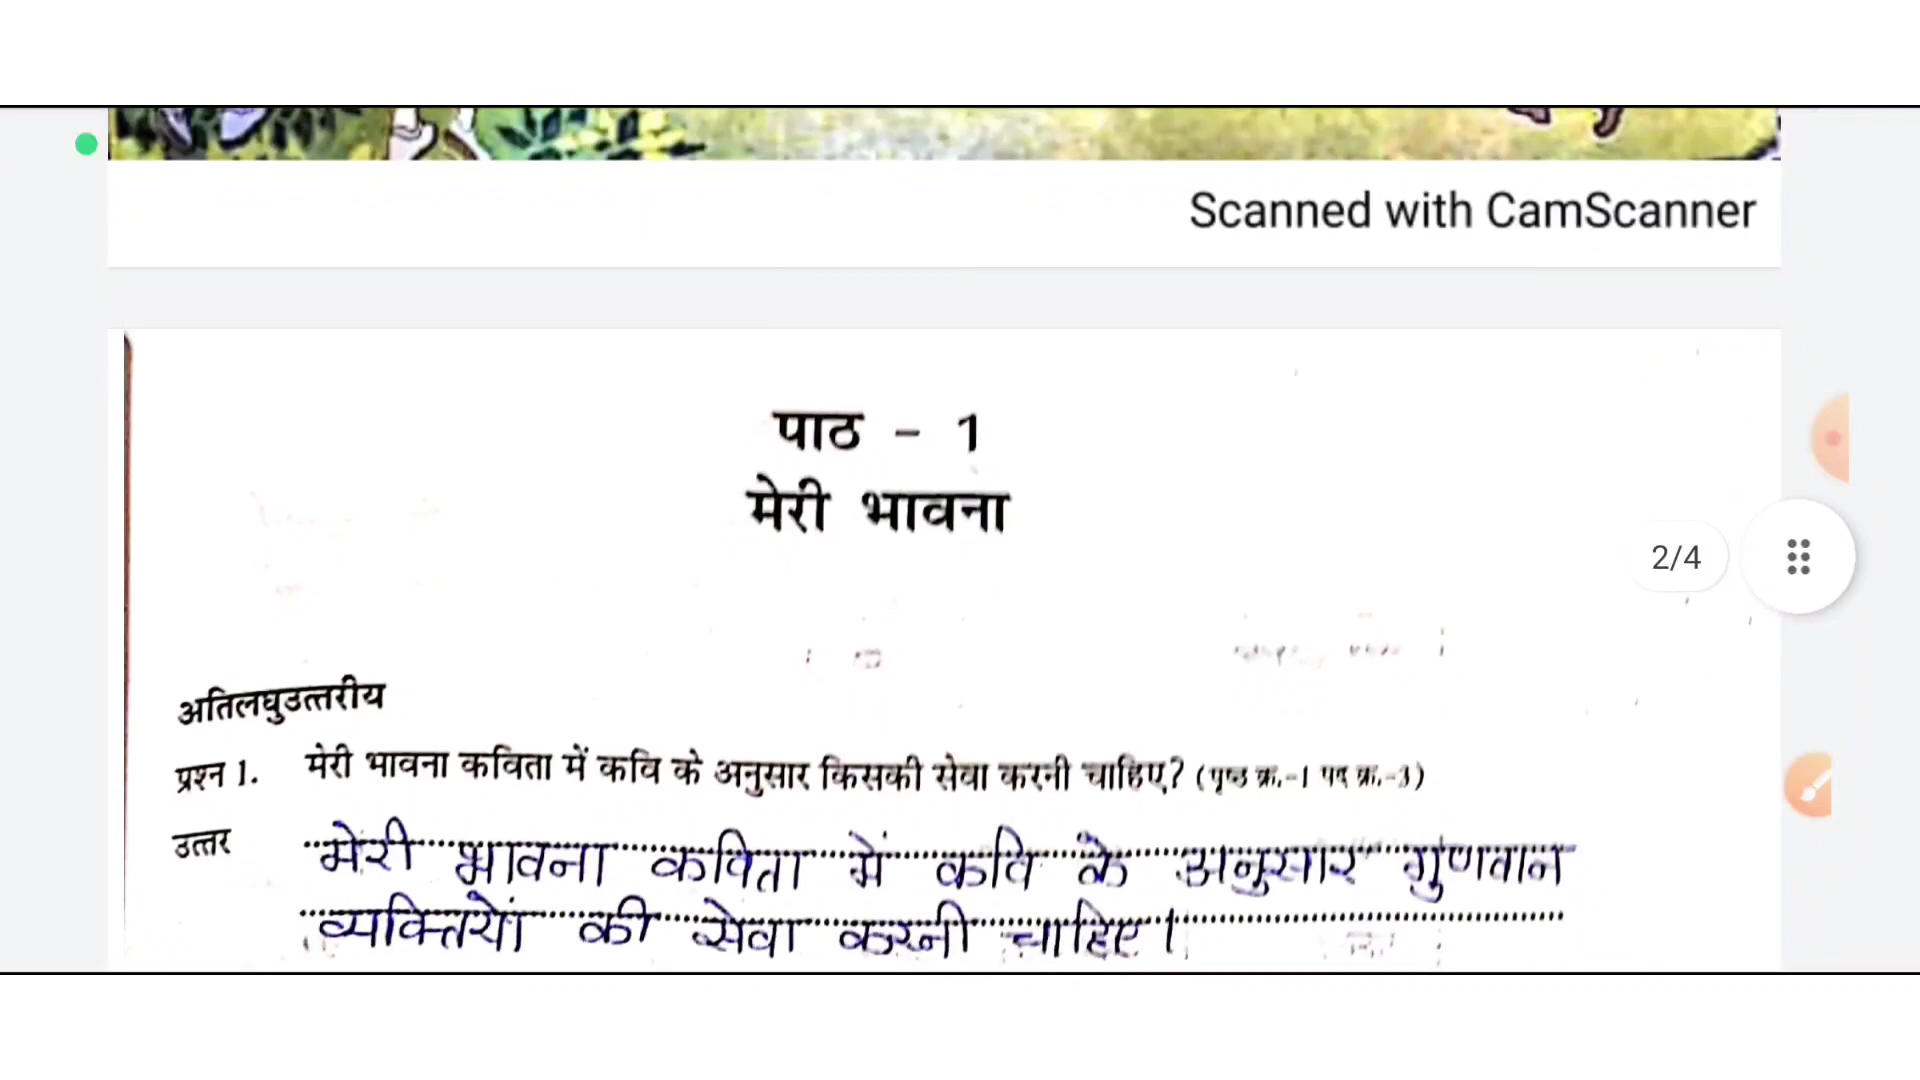 Scanned with CamScanner
पाठ - 1
मेरी भावना
2/4
अतिलघुउत्तरीय
प्रश्न 1. मेरी भावना कविता में कवि के अनुसार किसकी सेवा करनी चाहिए? (पृष्ठ क्र.-1 पद क्र.-3)
उत्तर मेरी भावना कविता में कवि के अनुसार गुणवान
व्यक्तियों की सेवा करनी चाहिए।